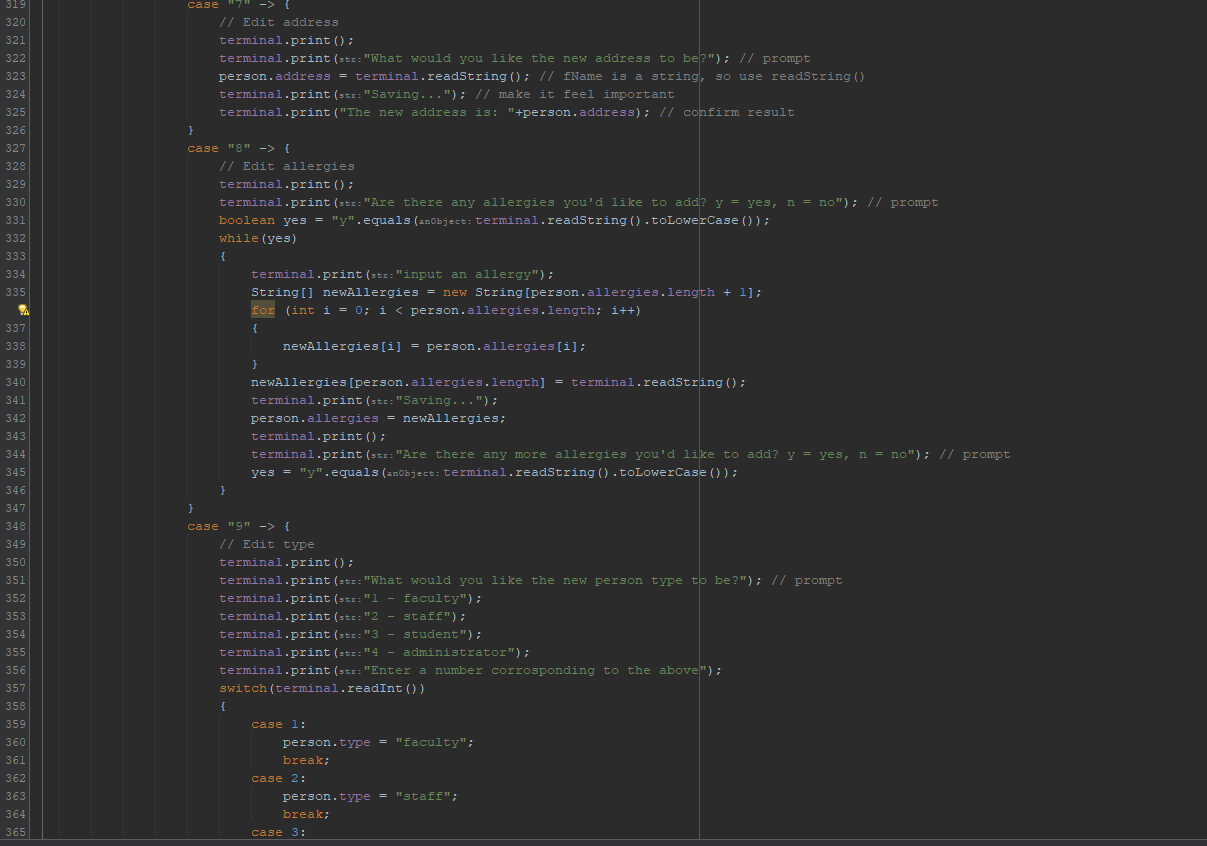 319 case "7" -> {
320 // Edit address
321 terminal.print();
322 terminal.print(str:"What would you like the new address to be?"); // prompt
323 person.address = terminal.readString(); // fName is a string, so use readString()
324 terminal.print(str:"Saving..."); // make it feel important
325 terminal.print("The new address is: "+person.address); // confirm result
326 }
327 case "8" -> {
328 // Edit allergies
329 terminal.print();
330 terminal.print(str:"Are there any allergies you'd like to add? y = yes, n = no"); // prompt
331 boolean yes = "y".equals(anObject:terminal.readString().toLowerCase());
332 while(yes)
333 {
334 terminal.print(str:"input an allergy");
335 String[] newAllergies = new String[person.allergies.length + 1];
for (int i = 0; i < person.allergies.length; i++)
337 {
338 newAllergies[i] = person.allergies[i];
339 }
340 newAllergies[person.allergies.length] = terminal.readString();
341 terminal.print(str:"Saving...");
342 person.allergies = newAllergies;
343 terminal.print();
344 terminal.print(str:"Are there any more allergies you'd like to add? y = yes, n = no"); // prompt
345 yes = "y".equals(anObject:terminal.readString().toLowerCase());
346 }
347 }
348 case "9" -> {
349 // Edit type
350 terminal.print();
351 terminal.print(str:"What would you like the new person type to be?"); // prompt
352 terminal.print(str:"1 - faculty");
353 terminal.print(str:"2 - staff");
354 terminal.print(str:"3 - student");
355 terminal.print(str:"4 - administrator");
356 terminal.print(str:"Enter a number corrosponding to the above");
357 switch(terminal.readInt())
358 {
359 case 1:
360 person.type = "faculty";
361 break;
362 case 2:
363 person.type = "staff";
364 break;
365 case 3: